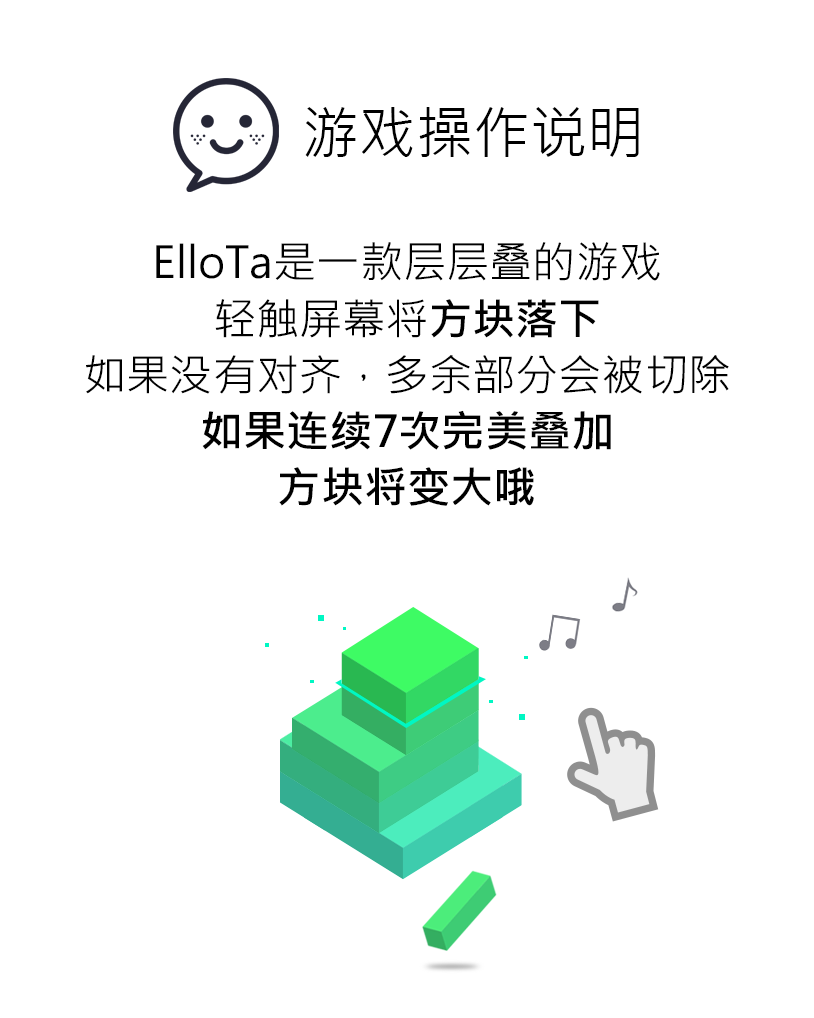 游戏操作说明
ElloTa是一款层层叠的游戏
轻触屏幕将方块落下
如果没有对齐，多余部分会被切除
如果连续7次完美叠加
方块将变大哦